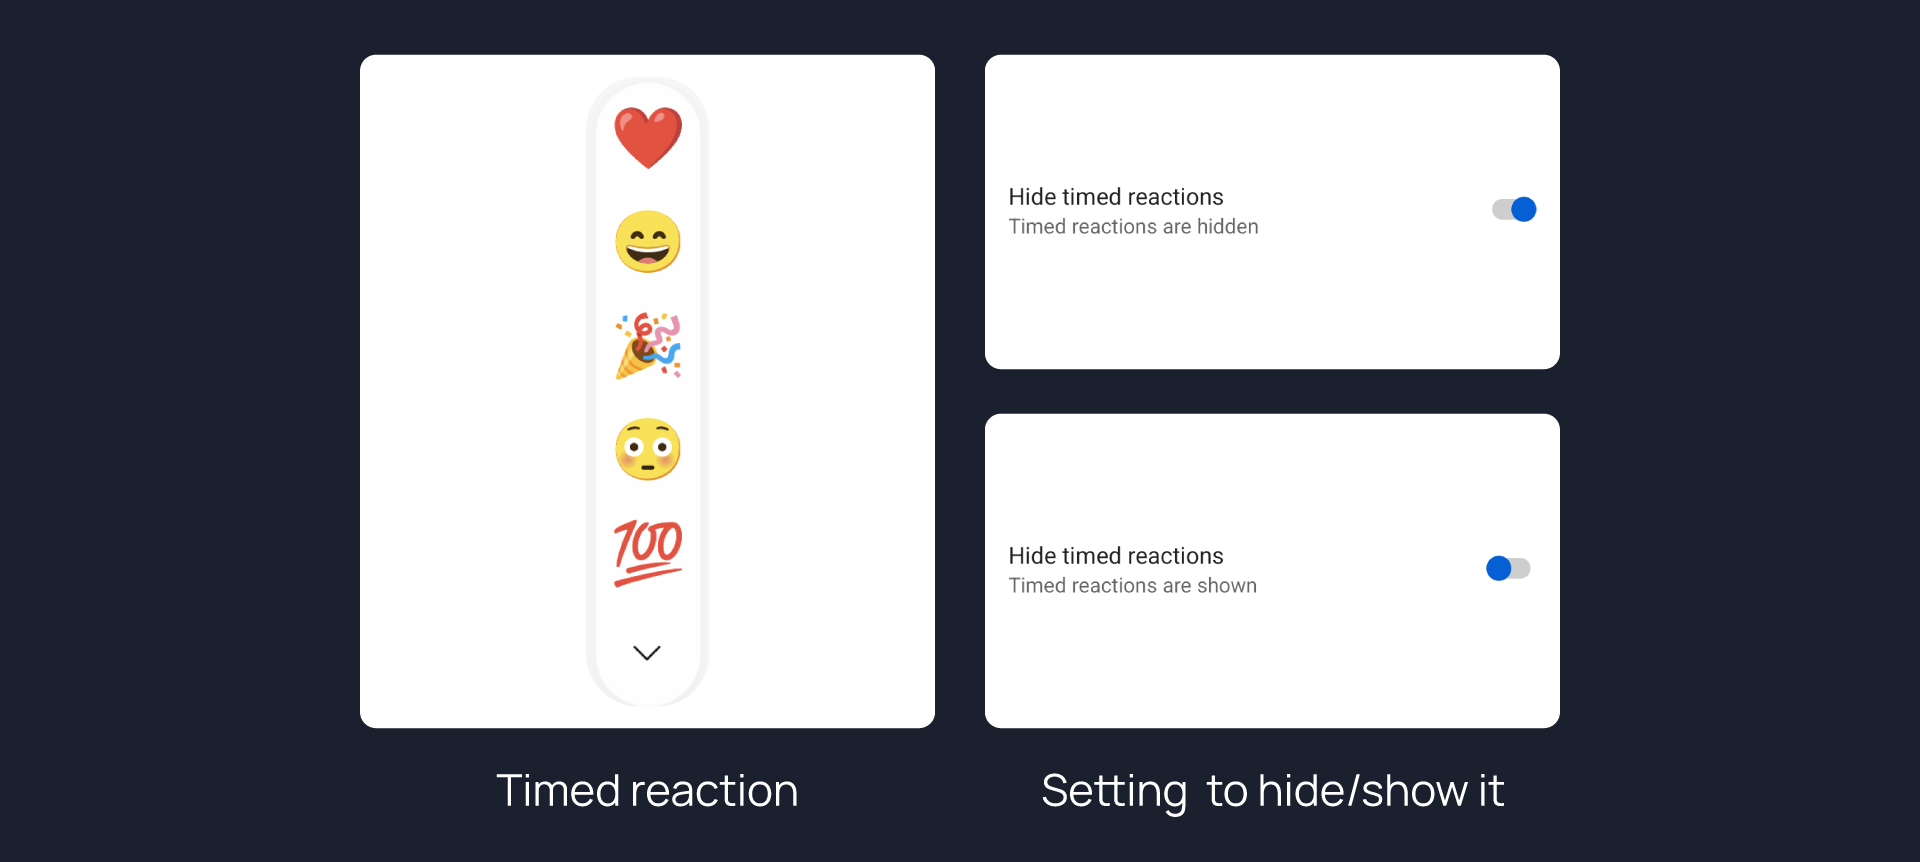 100
Hide timed reactions
Timed reactions are hidden
Hide timed reactions
Timed reactions are shown
Timed reaction
Setting to hide/show it